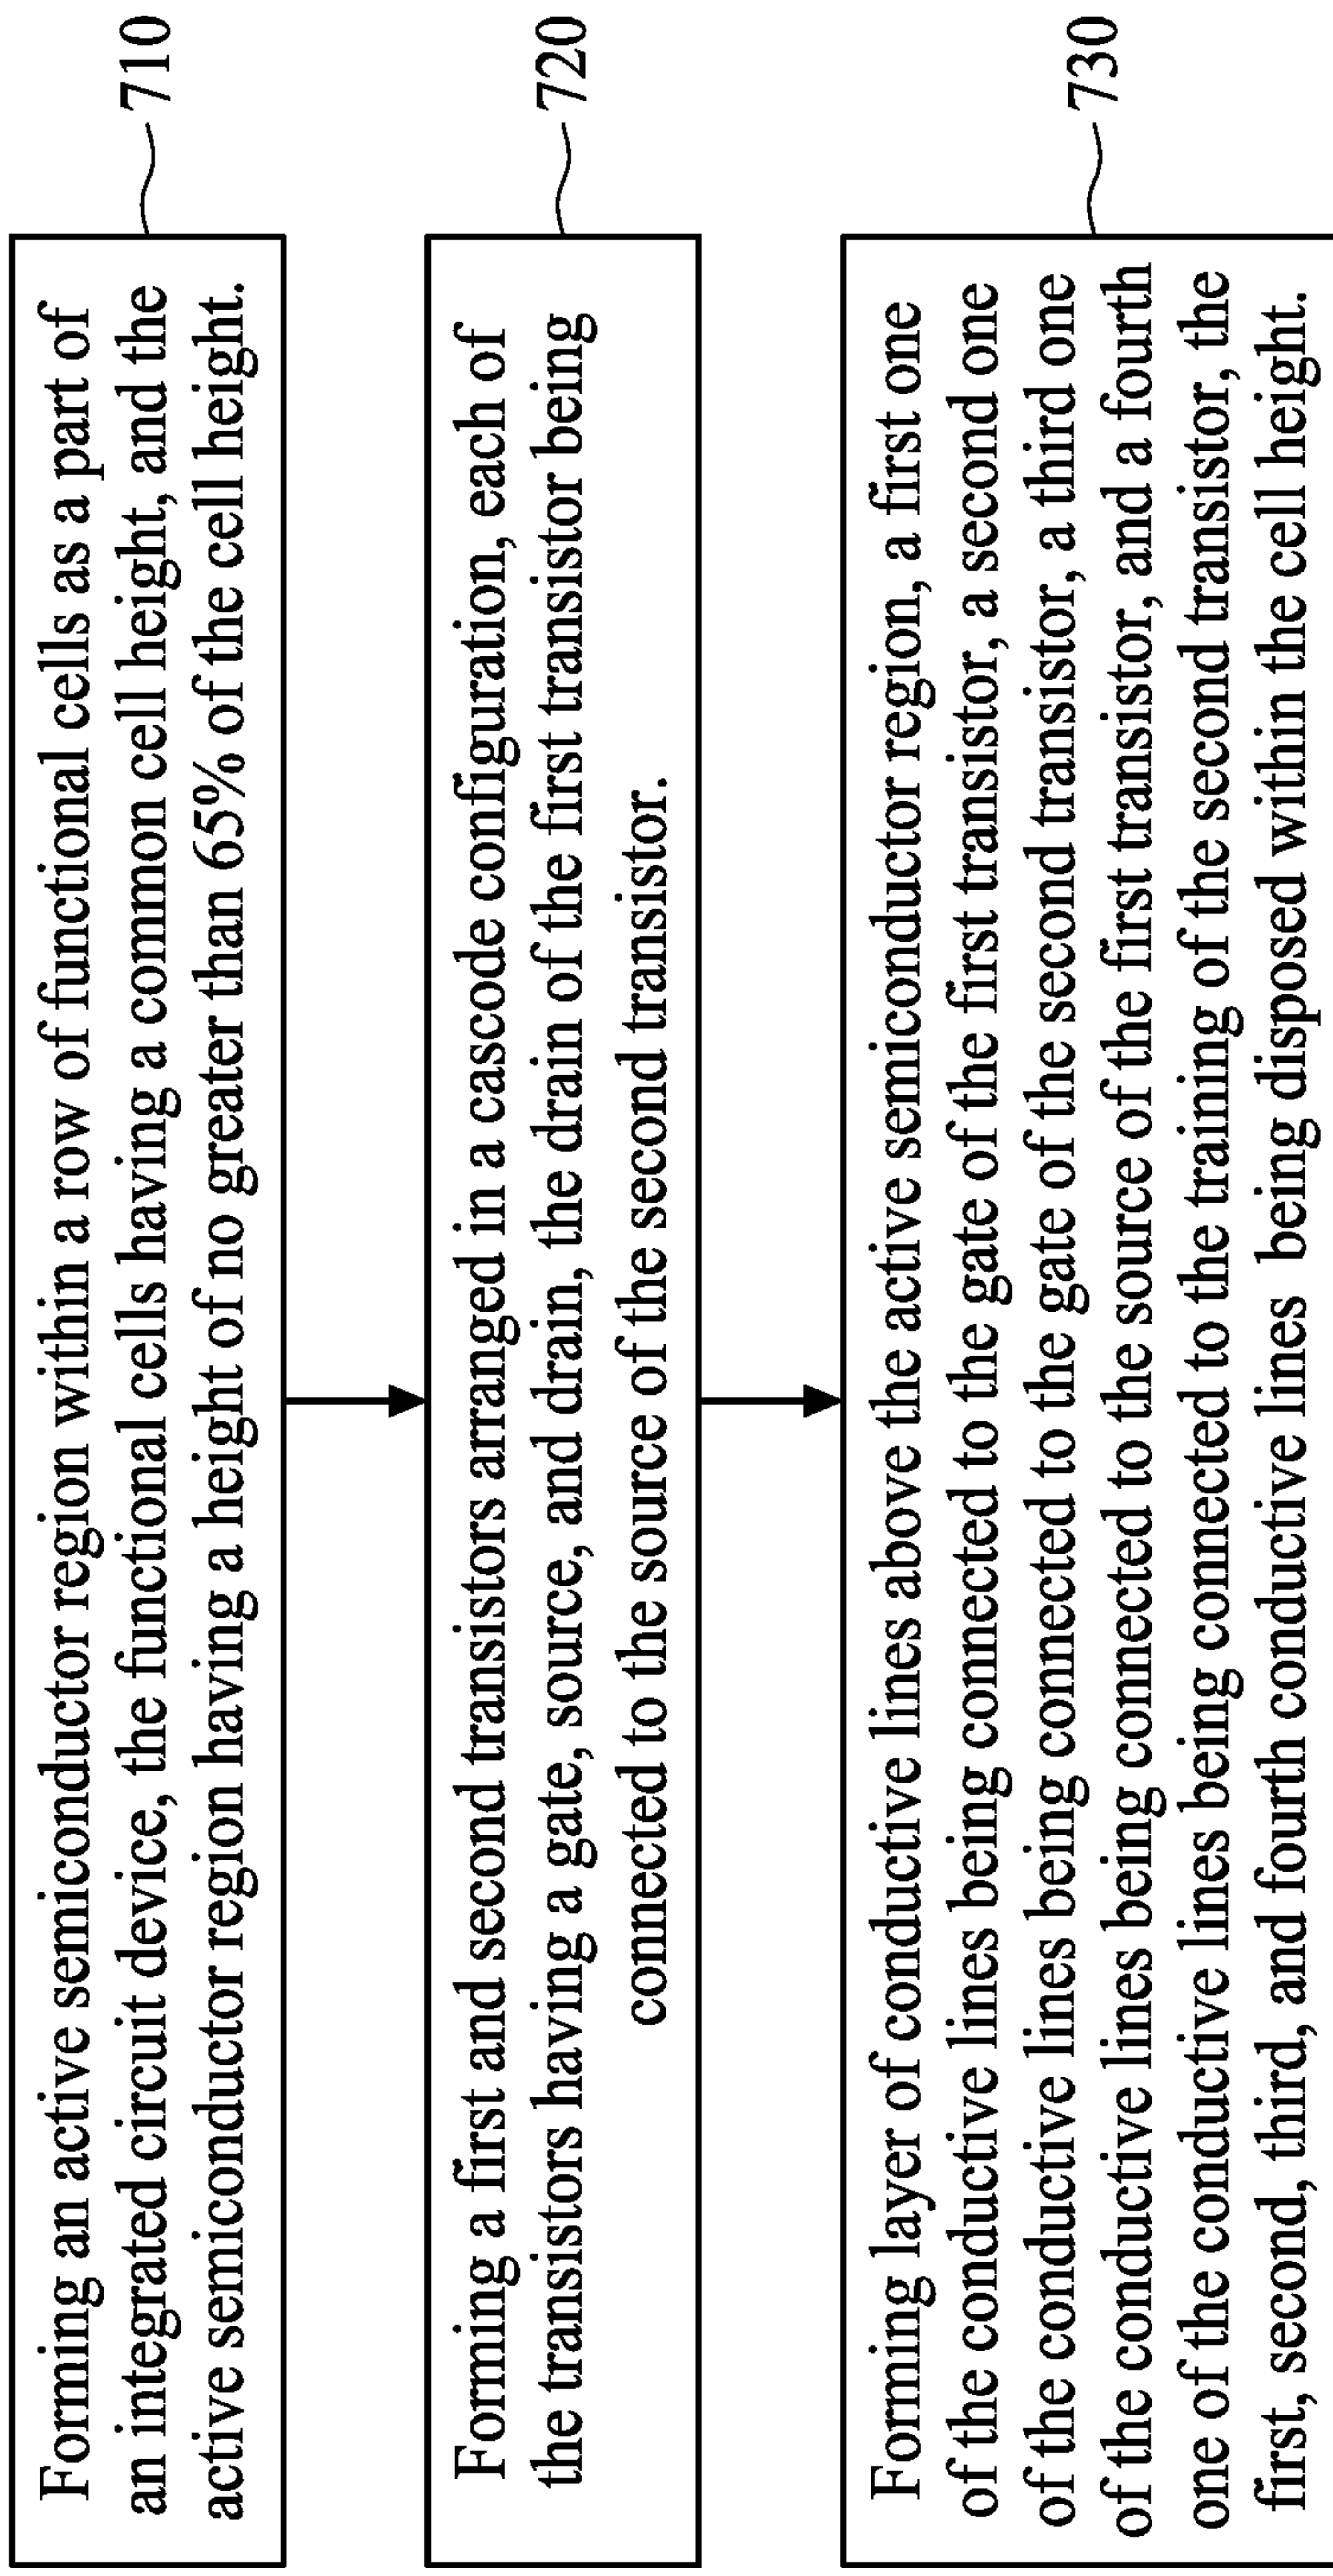 Forming an active semiconductor region within a row of functional cells as a part of
an integrated circuit device, the functional cells having a common cell height, and the
active semiconductor region having a height of no greater than 65% of the cell height.
710
Forming a first and second transistors arranged in a cascode configuration, each of
the transistors having a gate, source, and drain, the drain of the first transistor being
connected to the source of the second transistor.
720
Forming layer of conductive lines above the active semiconductor region, a first one
of the conductive lines being connected to the gate of the first transistor, a second one
of the conductive lines being connected to the gate of the second transistor, a third one
of the conductive lines being connected to the source of the first transistor, and a fourth
one of the conductive lines being connected to the training of the second transistor, the
first, second, third, and fourth conductive lines being disposed within the cell height.
730